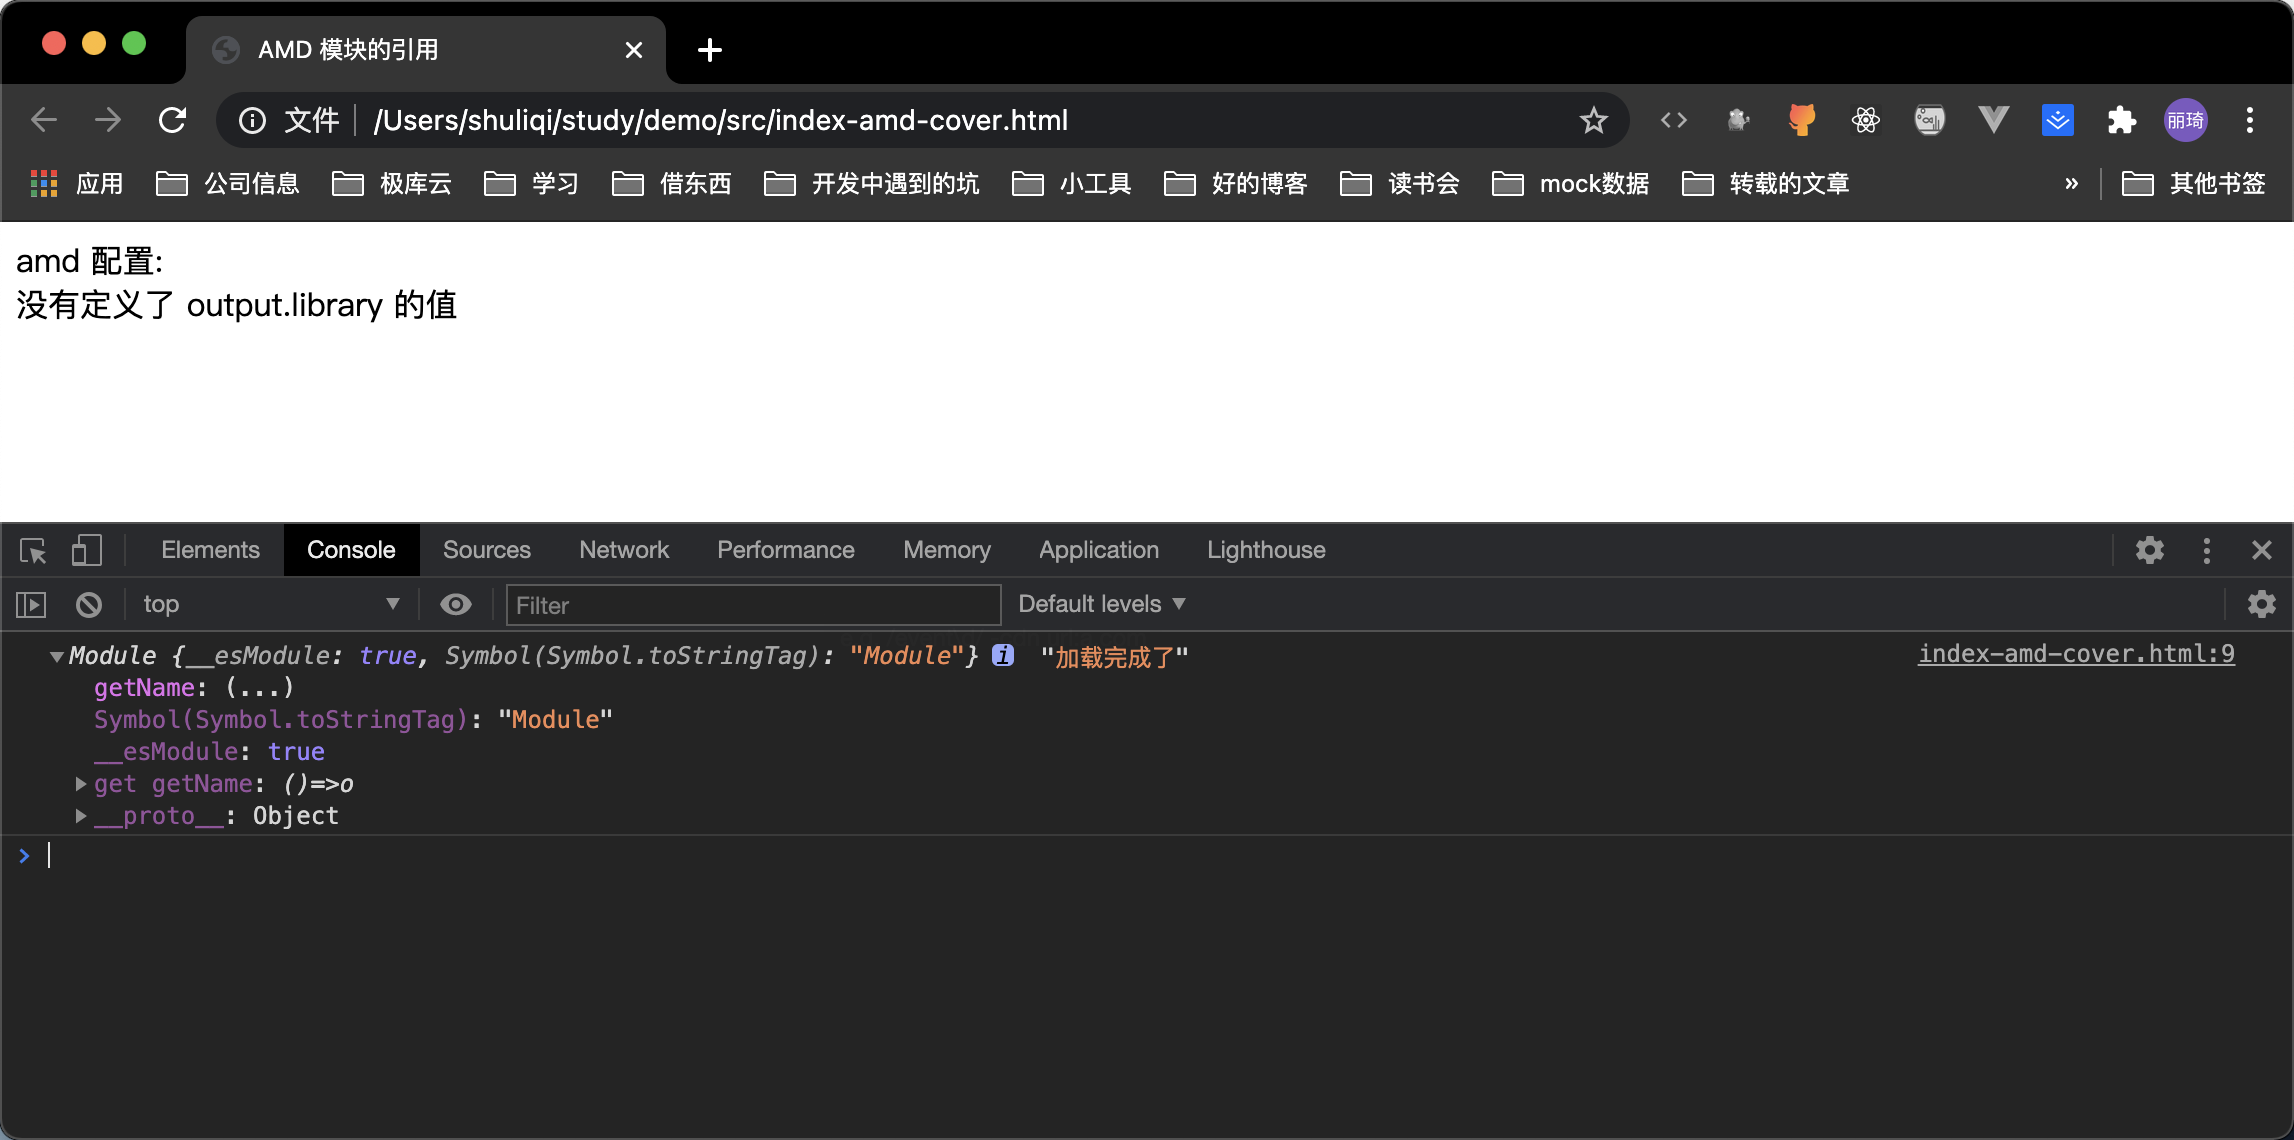 AMD 模块的引用
文件 /Users/shuliqi/study/demo/src/index-amd-cover.html
丽琦
应用 公司信息 极库云 学习 借东西 开发中遇到的坑 小工具 好的博客 读书会 mock数据 转载的文章 » 其他书签
amd 配置:
没有定义了 output.library 的值
Elements Console Sources Network Performance Memory Application Lighthouse
top Filter Default levels
Module {__esModule: true, Symbol(Symbol.toStringTag): "Module"} i "加载完成了" index-amd-cover.html:9
getName: (...)
Symbol(Symbol.toStringTag): "Module"
__esModule: true
get getName: ()=>o
__proto__: Object